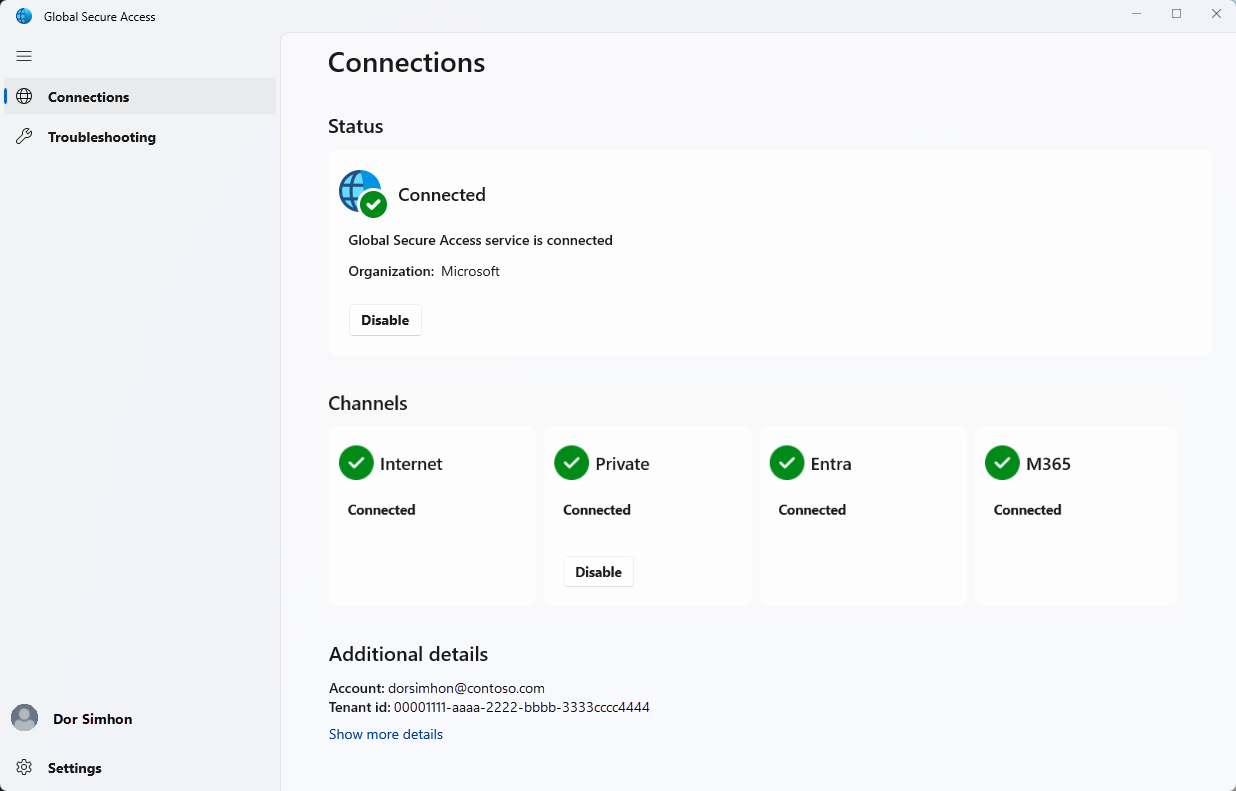 Global Secure Access
Connections
Troubleshooting
Connections
Status
Connected
Global Secure Access service is connected
Organization: Microsoft
Disable
Channels
Internet
Connected
Private
Connected
Disable
Entra
Connected
M365
Connected
Additional details
Account: dorsimhon@contoso.com
Tenant id: 00001111-aaaa-2222-bbbb-3333cccc4444
Show more details
Dor Simhon
Settings